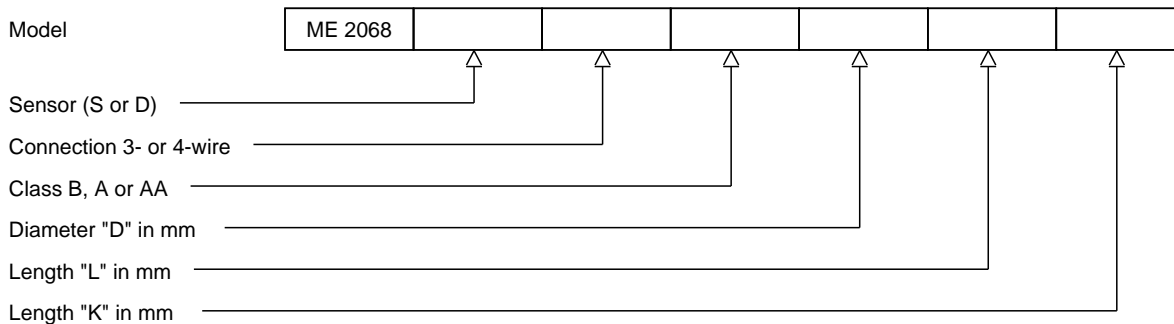 Model ME 2068
Sensor (S or D)
Connection 3- or 4-wire
Class B, A or AA
Diameter "D" in mm
Length "L" in mm
Length "K" in mm